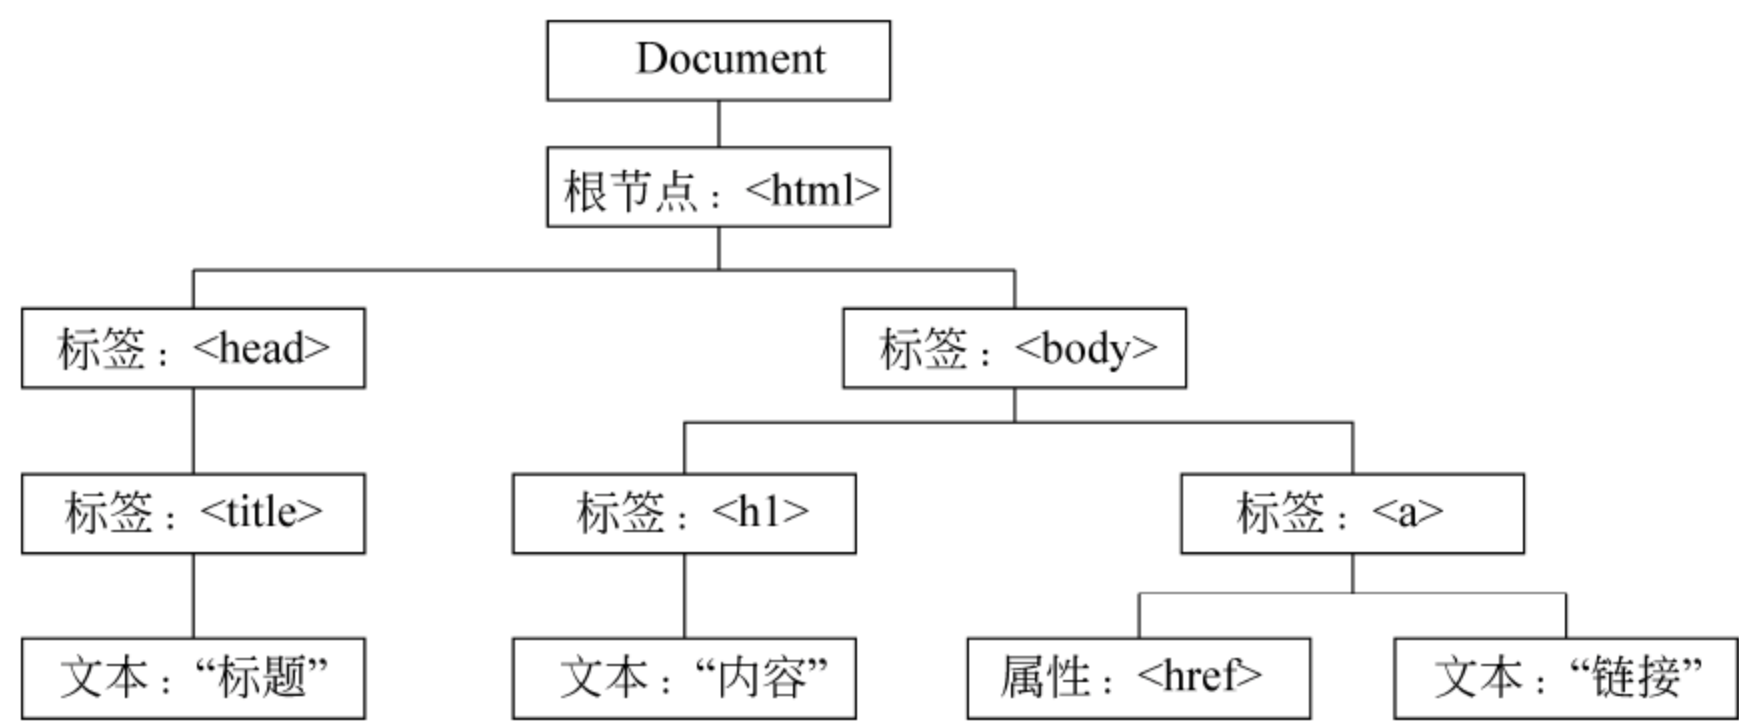 Document
根节点：<html>
标签：<head>
标签：<body>
标签：<title>
标签：<h1>
标签：<a>
文本：“标题”
文本：“内容”
属性：<href>
文本：“链接”